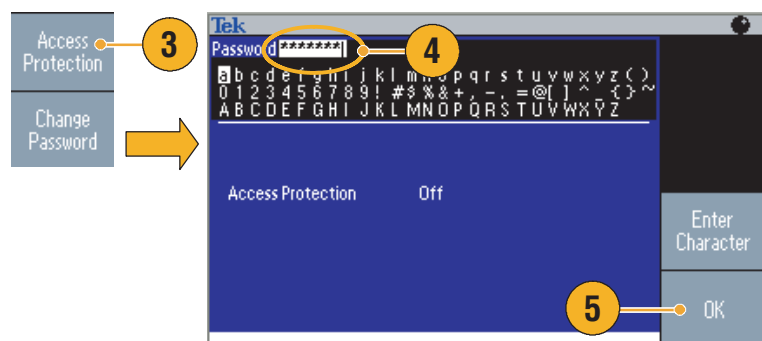 Access
Protection
3
Change
Password
Tek
Password *******
4
a b c d e f g h i j k l m n o p q r s t u v w x y z ( )
0 1 2 3 4 5 6 7 8 9 ! # $ % & + , - . = @ [ ] ^ _ { } ~
A B C D E F G H I J K L M N O P Q R S T U V W X Y Z
Access Protection Off
Enter
Character
5
OK